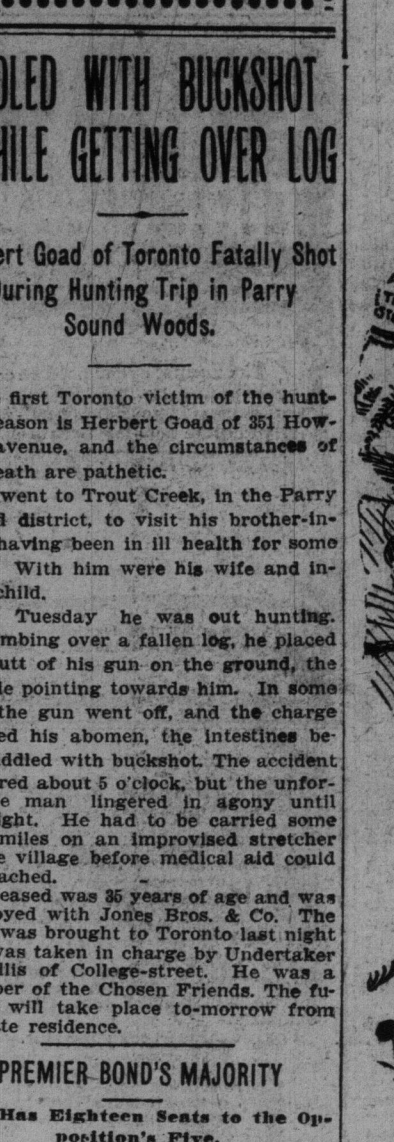 OLED WITH BUCKSHOT
HILE GETTING OVER LOG
ert Goad of Toronto Fatally Shot
During Hunting Trip in Parry
Sound Woods.
first Toronto victim of the hunt-
eason is Herbert Goad of 351 How-
avenue, and the circumstances of
eath are pathetic.
went to Trout Creek, in the Parry
d district, to visit his brother-in-
having been in ill health for some
With him were his wife and in-
child.
Tuesday he was out hunting.
mbing over a fallen log, he placed
utt of his gun on the ground, the
le pointing towards him. In some
the gun went off, and the charge
ed his abomen, the intestines be-
iddled with buckshot. The accident
red about 5 o'clock, but the unfor-
e man lingered in agony until
ight. He had to be carried some
miles on an improvised stretcher
e village before medical aid could
ached.
eased was 35 years of age and was
oyed with Jones Bros. & Co. The
was brought to Toronto last night
was taken in charge by Undertaker
llis of College-street. He was a
ber of the Chosen Friends. The fu-
will take place to-morrow from
te residence.
PREMIER BOND'S MAJORITY
Has Eighteen Seats to the Op-
position's Five.